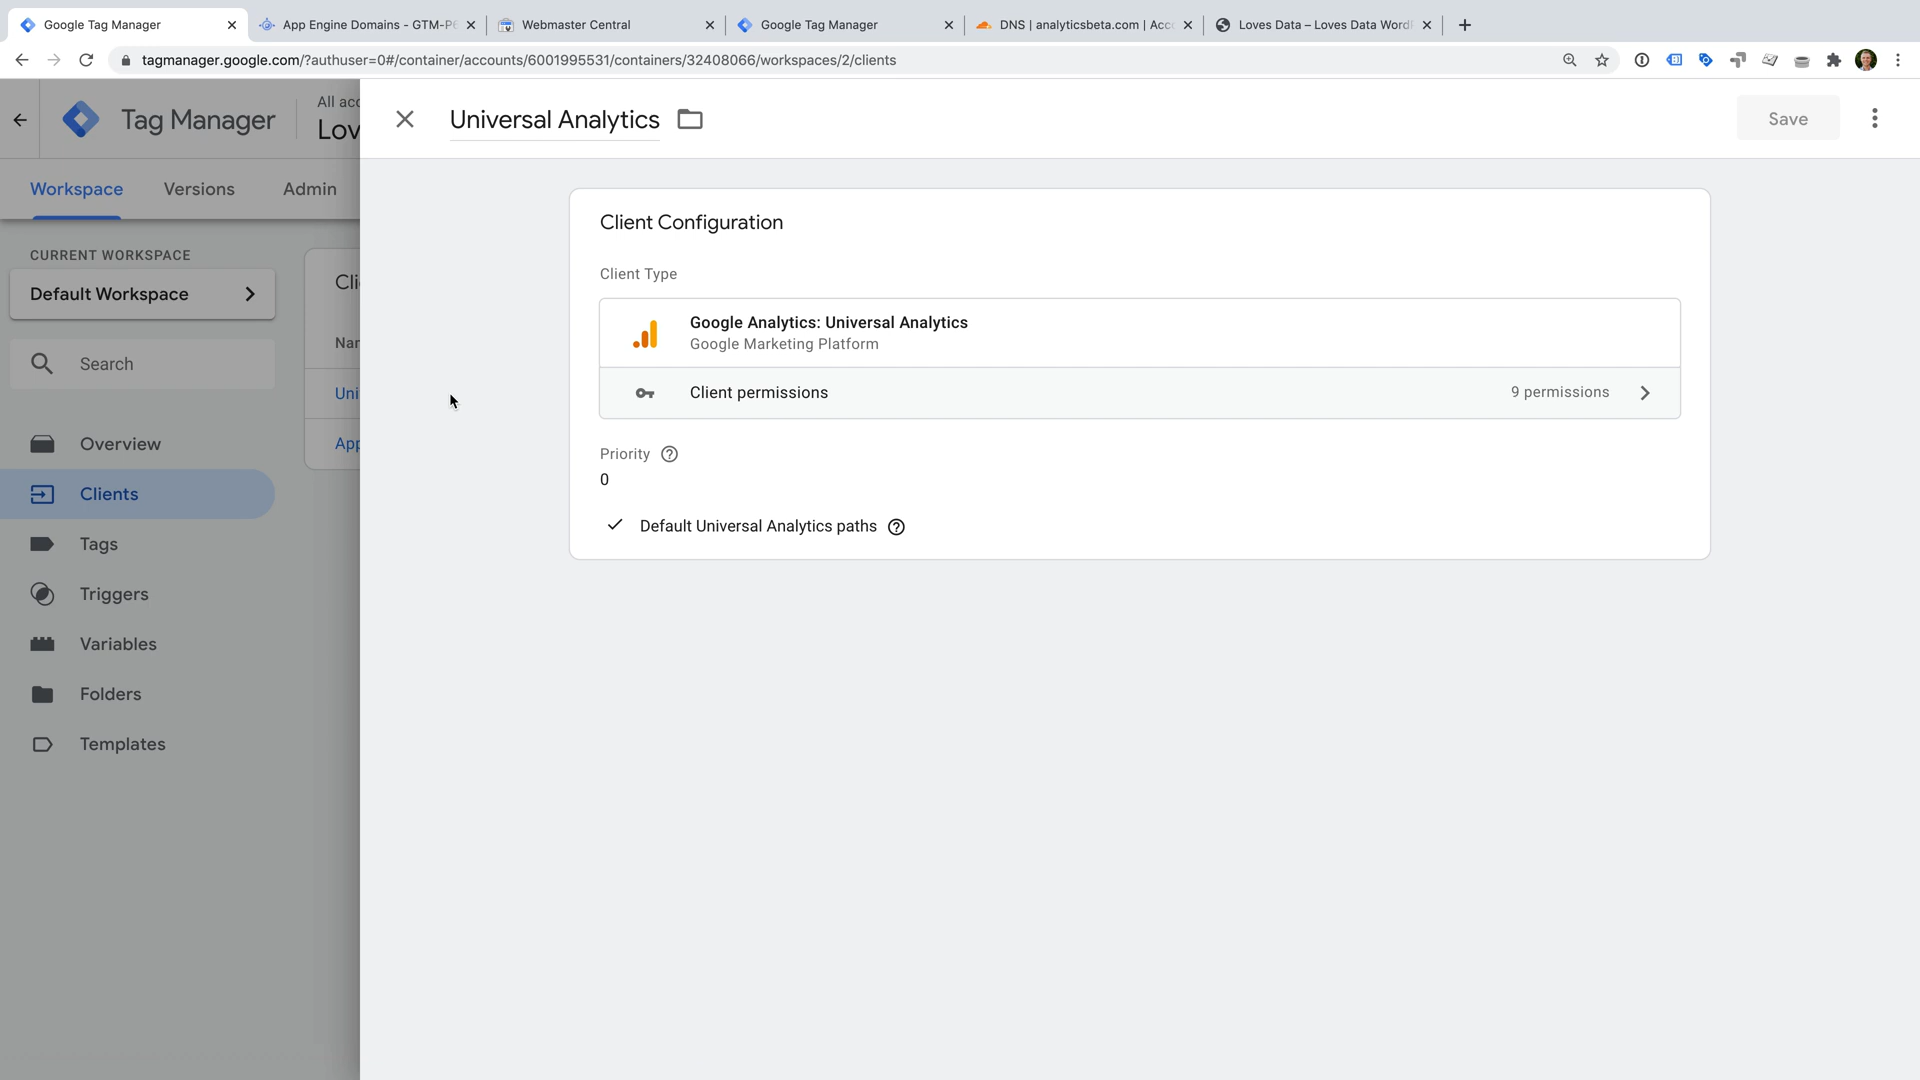 Google Tag Manager
App Engine Domains - GTM-P
Webmaster Central
Google Tag Manager
DNS | analyticsbeta.com | Acc
Loves Data – Loves Data Word
tagmanager.google.com/?authuser=0#/container/accounts/6001995531/containers/32408066/workspaces/2/clients
Tag Manager
All acc
Lov
Universal Analytics
Save
Workspace
Versions
Admin
CURRENT WORKSPACE
Default Workspace
Search
Overview
Clients
Tags
Triggers
Variables
Folders
Templates
Cli
Nar
Uni
App
Client Configuration
Client Type
Google Analytics: Universal Analytics
Google Marketing Platform
Client permissions
9 permissions
Priority
0
Default Universal Analytics paths